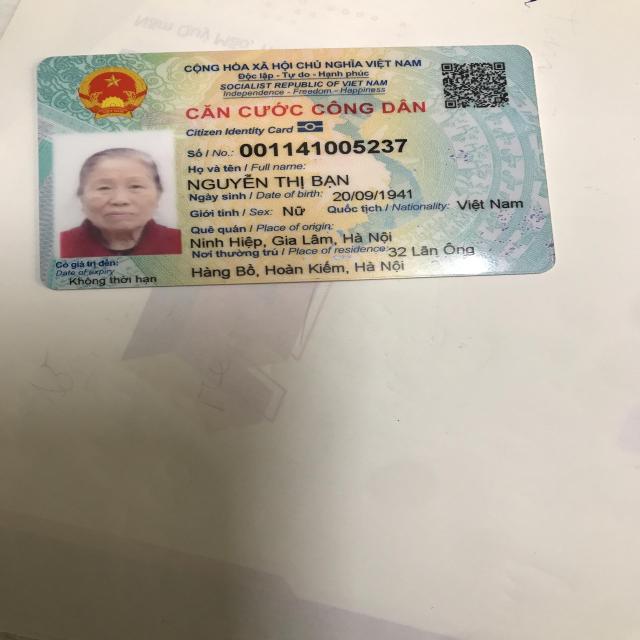 CỘNG HÒA XÃ HỘI CHỦ NGHĨA VIỆT NAM
Độc lập - Tự do - Hạnh phúc
SOCIALIST REPUBLIC OF VIET NAM
Independence - Freedom - Happiness
CĂN CƯỚC CÔNG DÂN
Citizen Identity Card
Số / No.: 001141005237
Họ và tên / Full name:
NGUYỄN THỊ BẠN
Ngày sinh / Date of birth: 20/09/1941
Giới tính / Sex: Nữ Quốc tịch / Nationality: Việt Nam
Quê quán / Place of origin:
Ninh Hiệp, Gia Lâm, Hà Nội
Nơi thường trú / Place of residence: 32 Lãn Ông
Hàng Bồ, Hoàn Kiếm, Hà Nội
Có giá trị đến:
Date of expiry
Không thời hạn